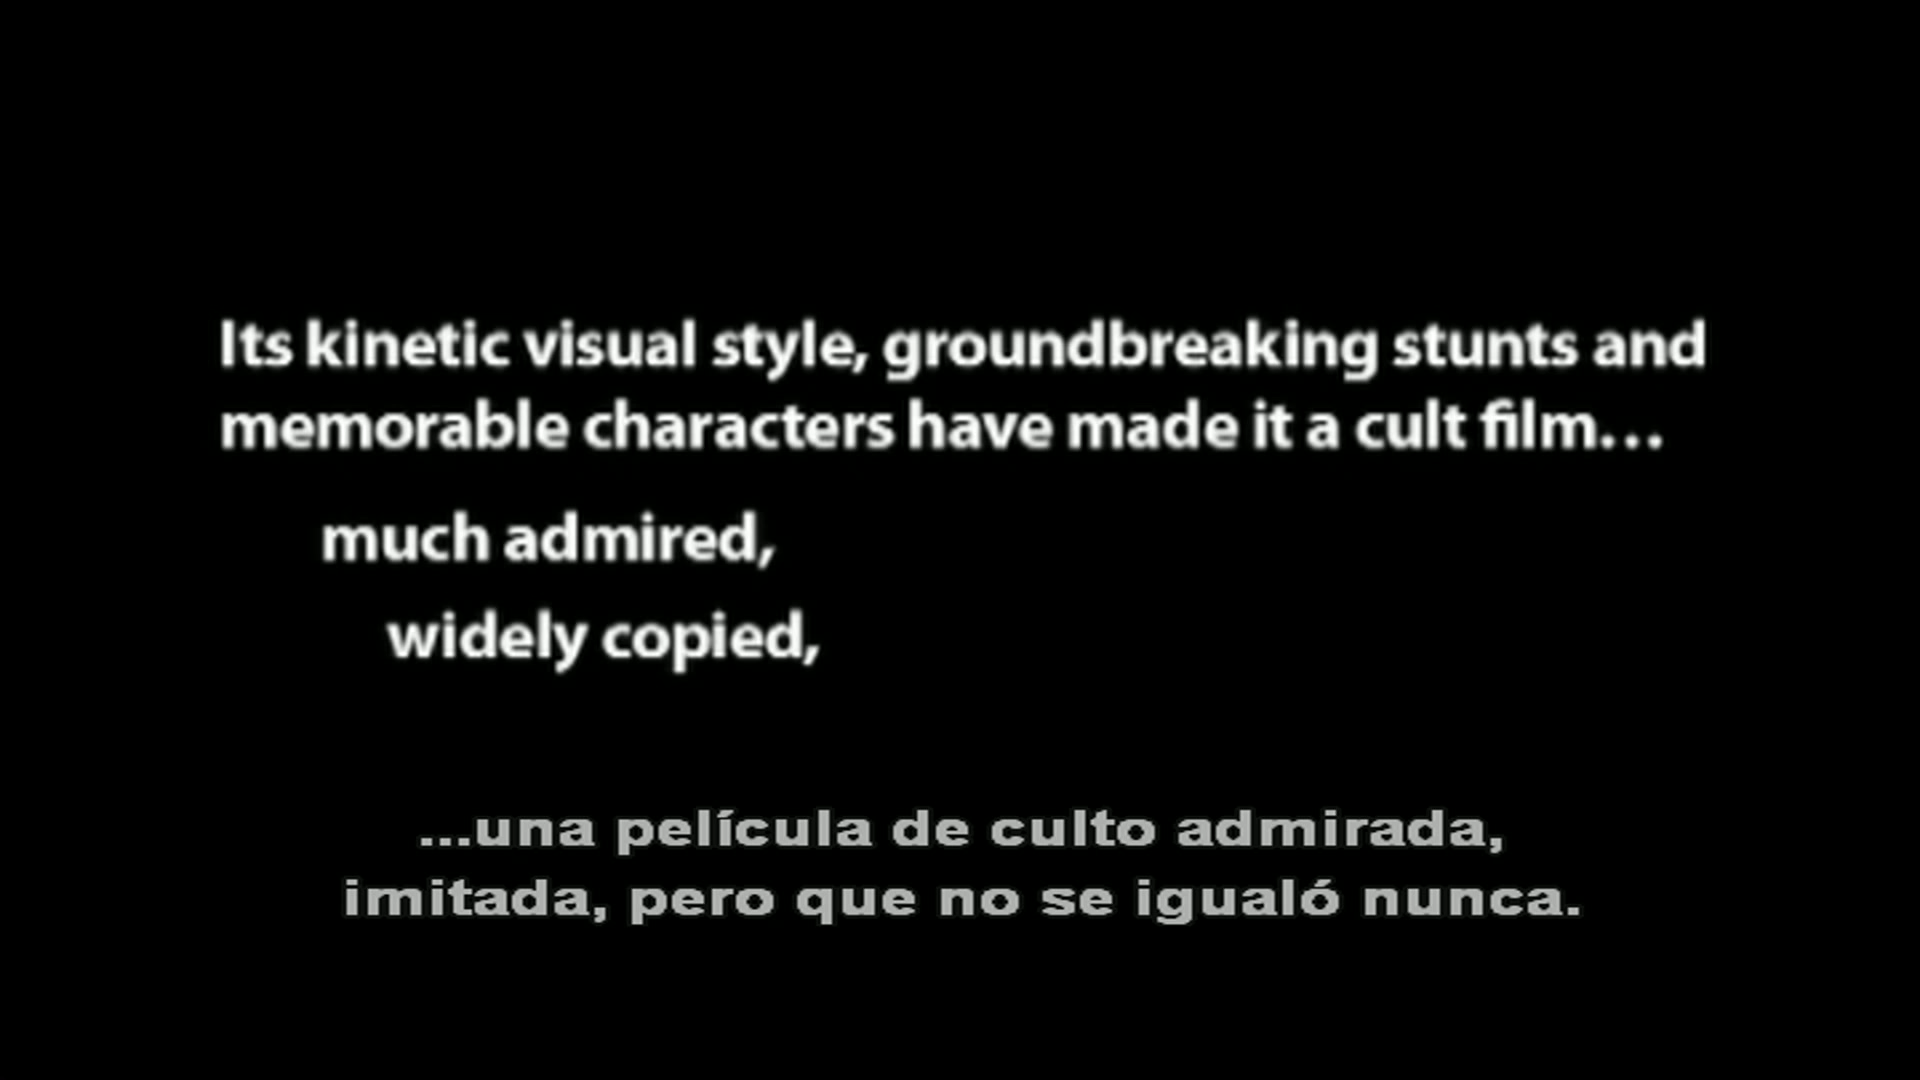 Its kinetic visual style, groundbreaking stunts and
memorable characters have made it a cult film...
much admired,
widely copied,
...una película de culto admirada,
imitada, pero que no se igualó nunca.